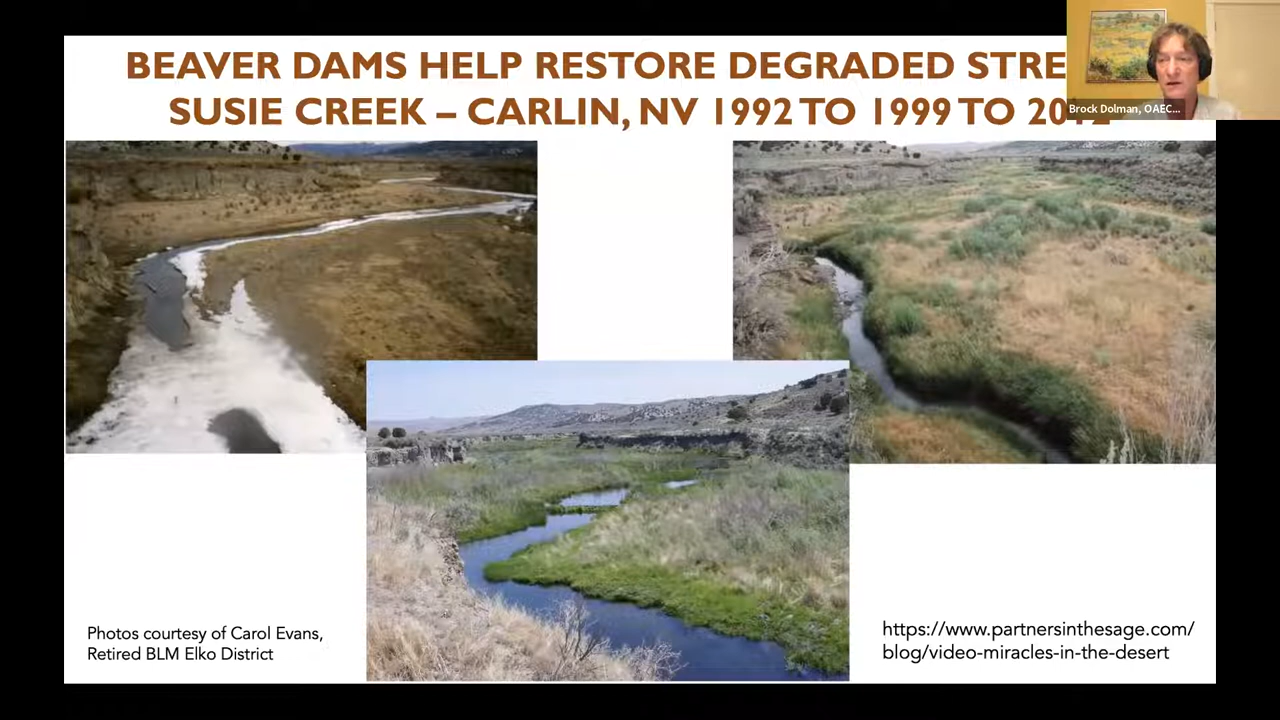 BEAVER DAMS HELP RESTORE DEGRADED
SUSIE CREEK – CARLIN, NV 1992 TO 1999 TO
Brock Dolman, OAEC...
Photos courtesy of Carol Evans,
Retired BLM Elko District
https://www.partnersinthesage.com/
blog/video-miracles-in-the-desert